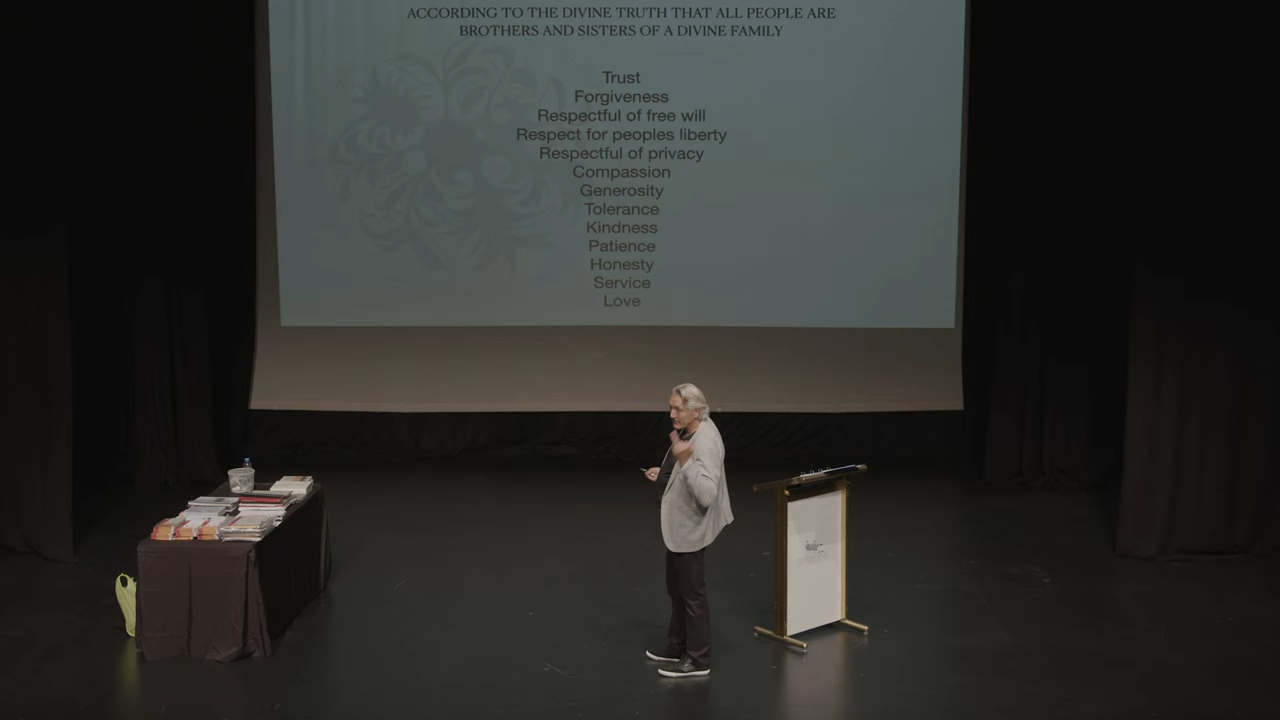 ACCORDING TO THE DIVINE TRUTH THAT ALL PEOPLE ARE
BROTHERS AND SISTERS OF A DIVINE FAMILY
Trust
Forgiveness
Respectful of free will
Respect for peoples liberty
Respectful of privacy
Compassion
Generosity
Tolerance
Kindness
Patience
Honesty
Service
Love